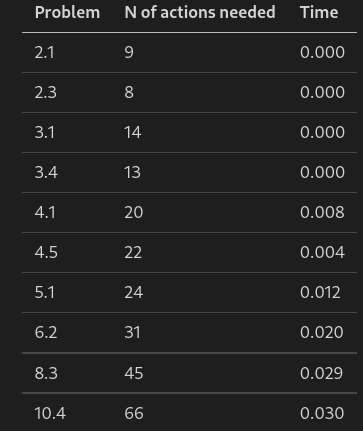 Problem N of actions needed Time
2.1 9 0.000
2.3 8 0.000
3.1 14 0.000
3.4 13 0.000
4.1 20 0.008
4.5 22 0.004
5.1 24 0.012
6.2 31 0.020
8.3 45 0.029
10.4 66 0.030